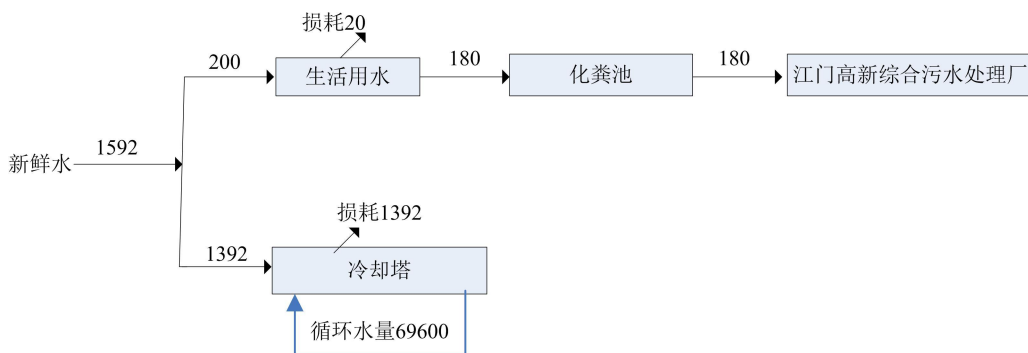 损耗20
200
生活用水
180
化粪池
180
江门高新综合污水处理厂
新鲜水
1592
损耗1392
1392
冷却塔
循环水量69600